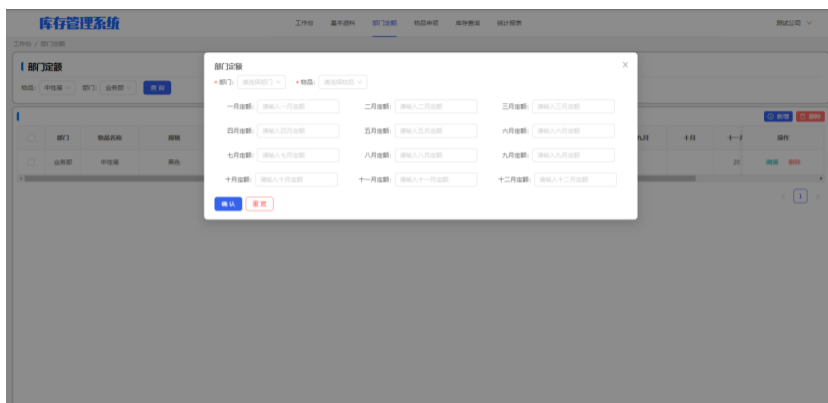 库存管理系统
工作台 基本资料 部门定额 物品申领 库存查询 统计报表 测试公司
工作台 / 部门定额
部门定额
物品: 中性笔 部门: 业务部 查 询
新增 删除
部门 物品名称 规格 九月 十月 十一月 操作
业务部 中性笔 黑色 20 编辑 删除
1
部门定额
* 部门: 请选择部门 * 物品: 请选择物品
一月定额: 请输入一月定额 二月定额: 请输入二月定额 三月定额: 请输入三月定额
四月定额: 请输入四月定额 五月定额: 请输入五月定额 六月定额: 请输入六月定额
七月定额: 请输入七月定额 八月定额: 请输入八月定额 九月定额: 请输入九月定额
十月定额: 请输入十月定额 十一月定额: 请输入十一月定额 十二月定额: 请输入十二月定额
确 认 重 置